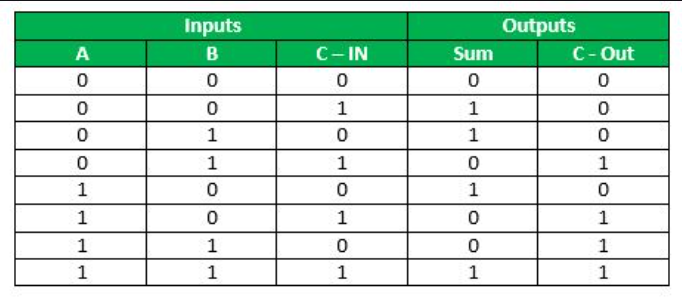 Inputs Outputs
A B C – IN Sum C - Out
0 0 0 0 0
0 0 1 1 0
0 1 0 1 0
0 1 1 0 1
1 0 0 1 0
1 0 1 0 1
1 1 0 0 1
1 1 1 1 1